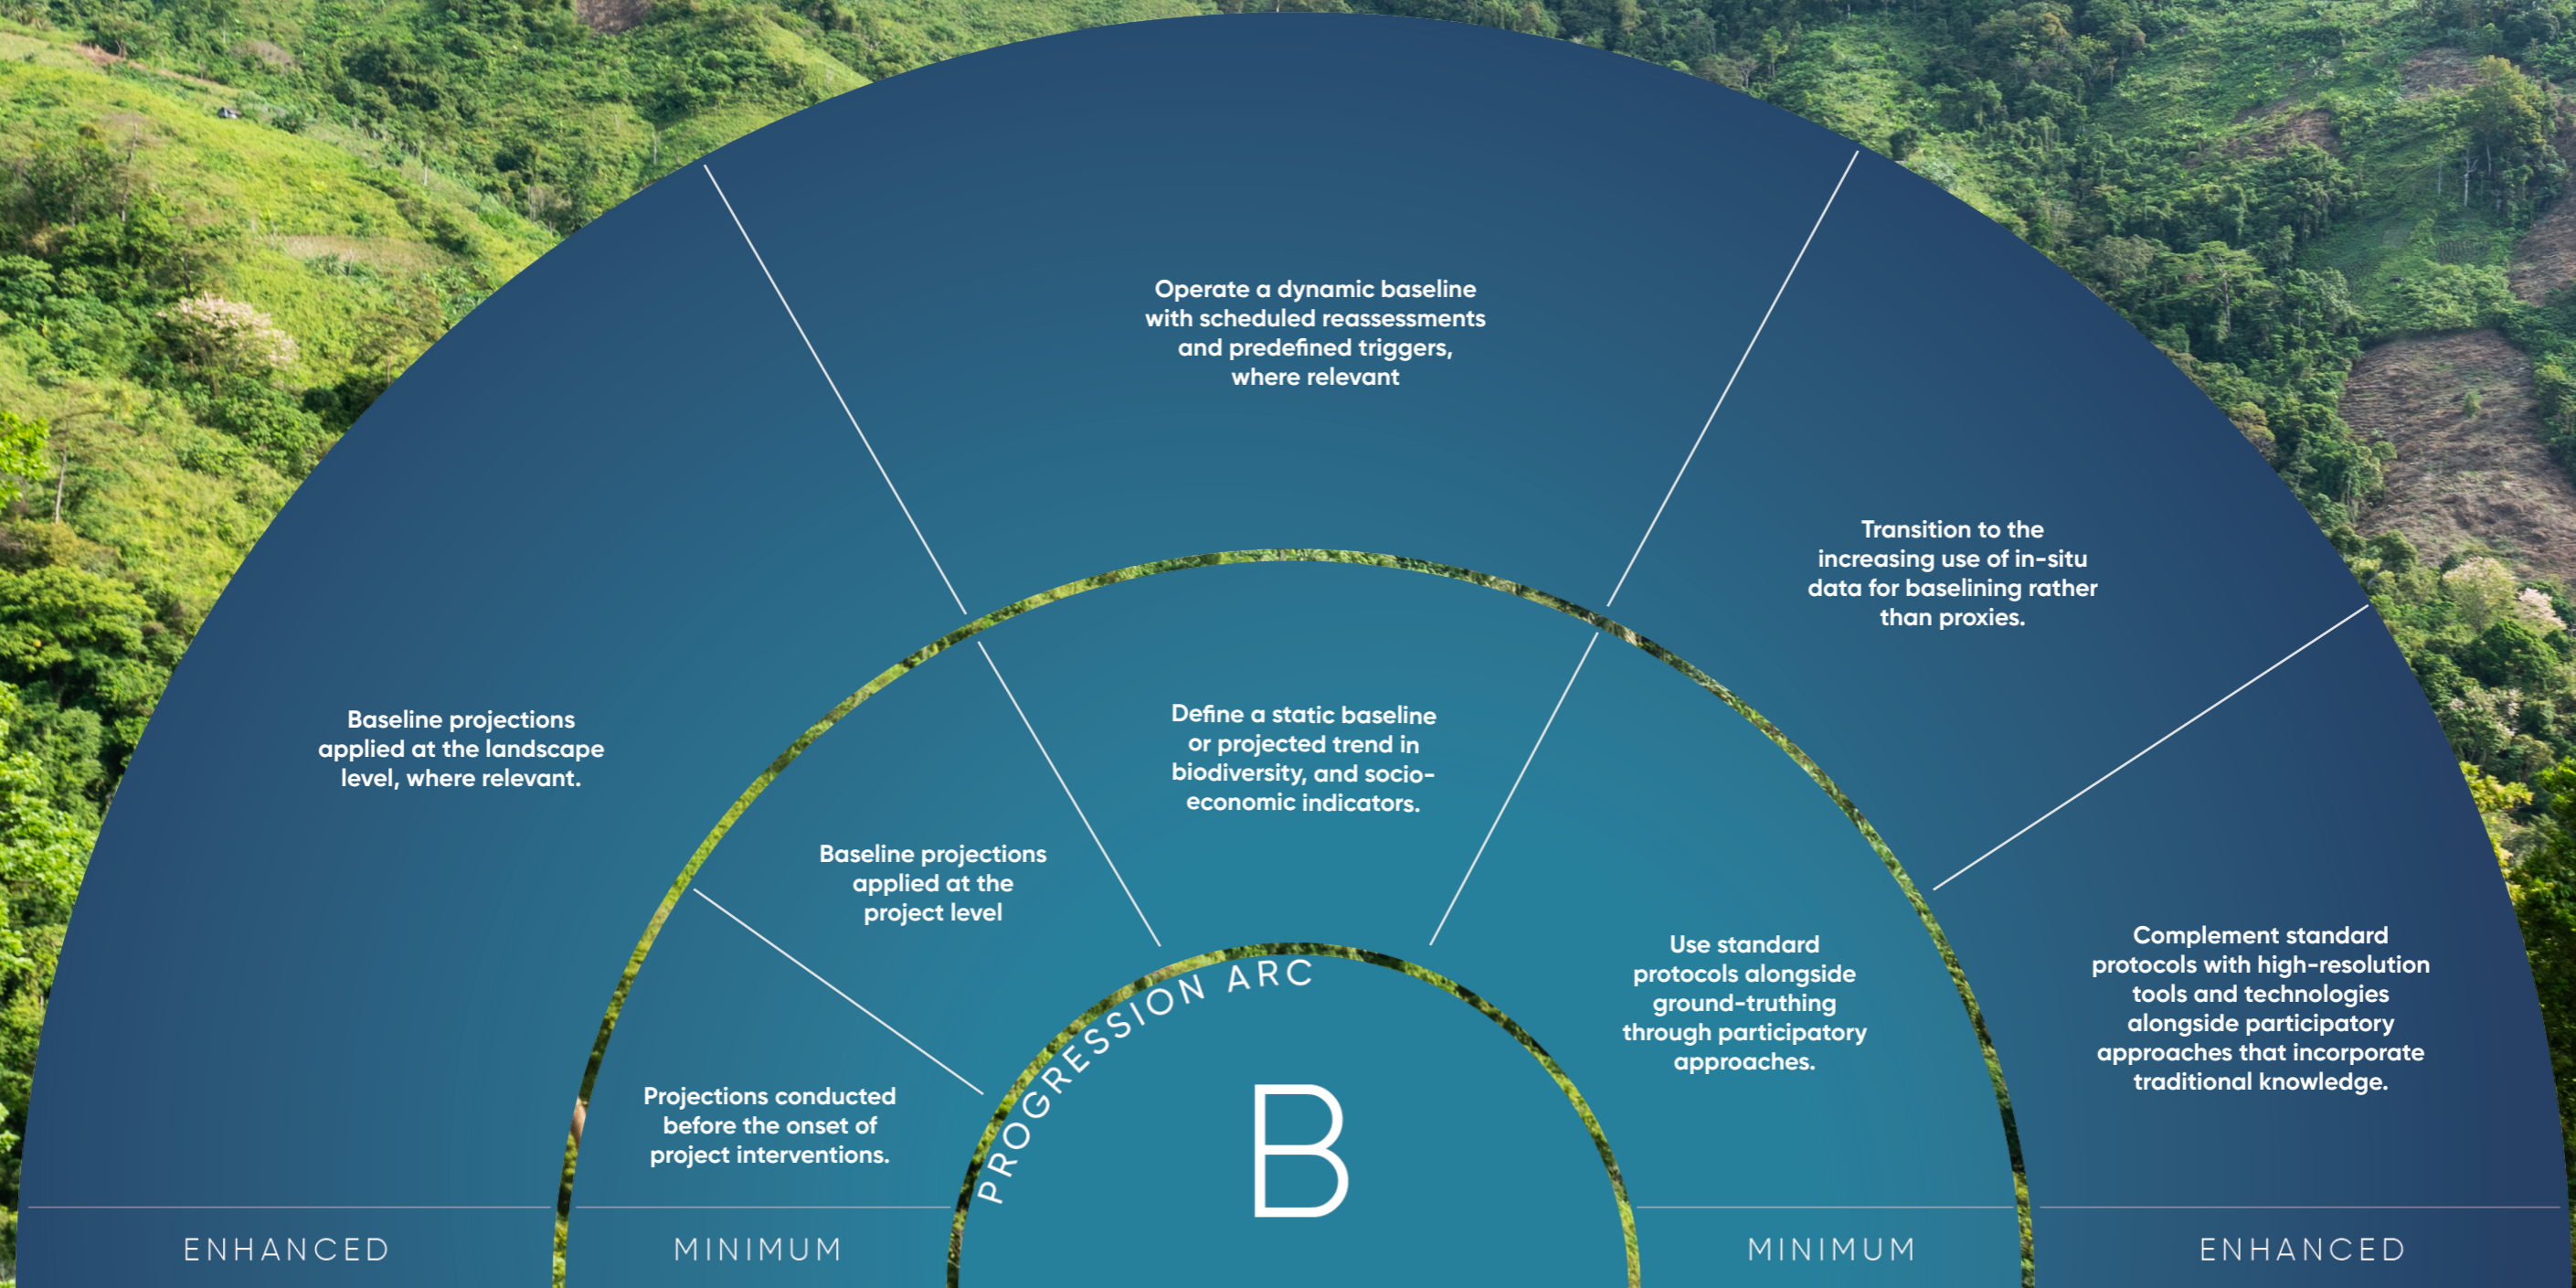 Operate a dynamic baseline
with scheduled reassessments
and predefined triggers,
where relevant
Transition to the
increasing use of in-situ
data for baselining rather
than proxies.
Baseline projections
applied at the landscape
level, where relevant.
Define a static baseline
or projected trend in
biodiversity, and socio-
economic indicators.
Baseline projections
applied at the
project level
Use standard
protocols alongside
ground-truthing
through participatory
approaches.
Complement standard
protocols with high-resolution
tools and technologies
alongside participatory
approaches that incorporate
traditional knowledge.
Projections conducted
before the onset of
project interventions.
PROGRESSION ARC
B
ENHANCED
MINIMUM
MINIMUM
ENHANCED